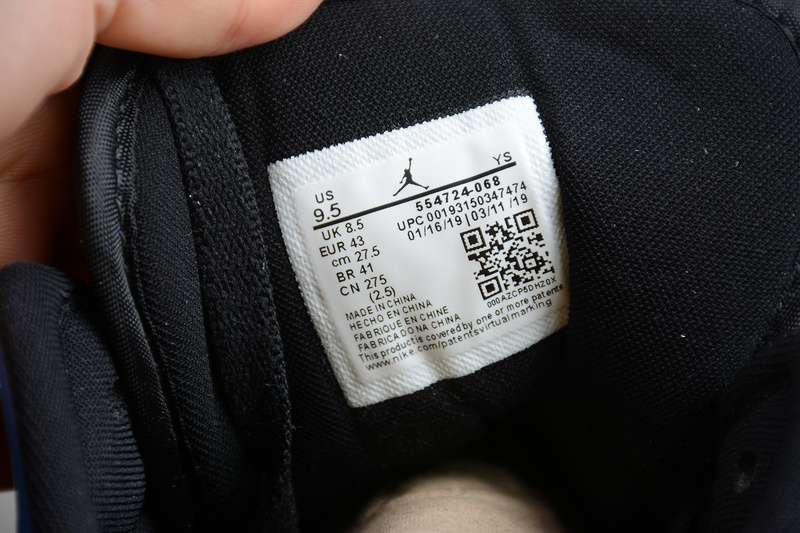 US
9.5
YS
554724-068
UPC 00193150347474
01/16/19 | 03/11 /19
UK 8.5
EUR 43
cm 27.5
BR 41
CN 275
(2.5)
MADE IN CHINA
HECHO EN CHINA
FABRIQUE EN CHINE
FABRICADO NA CHINA
This product is covered by one or more patents
www.nike.com/patentsvirtualmarking
000AZCP5DHZ0X